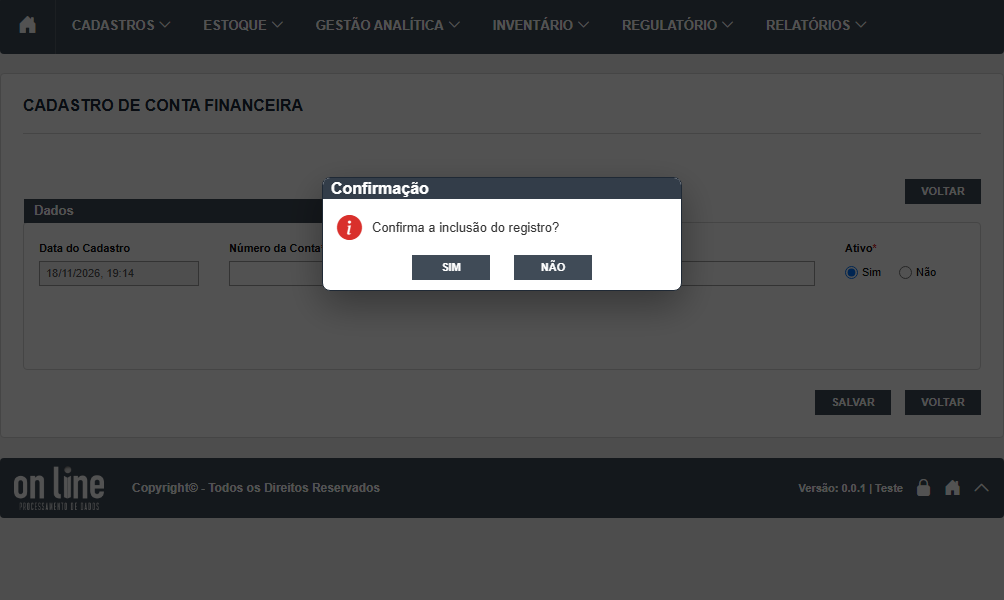 CADASTROS ESTOQUE GESTÃO ANALÍTICA INVENTÁRIO REGULATÓRIO RELATÓRIOS
CADASTRO DE CONTA FINANCEIRA
VOLTAR
Dados
Data do Cadastro Número da Conta Ativo*
18/11/2026, 19:14 Sim Não
Confirmação
i Confirma a inclusão do registro?
SIM NÃO
SALVAR VOLTAR
on line
PROCESSAMENTO DE DADOS
Copyright© - Todos os Direitos Reservados
Versão: 0.0.1 | Teste